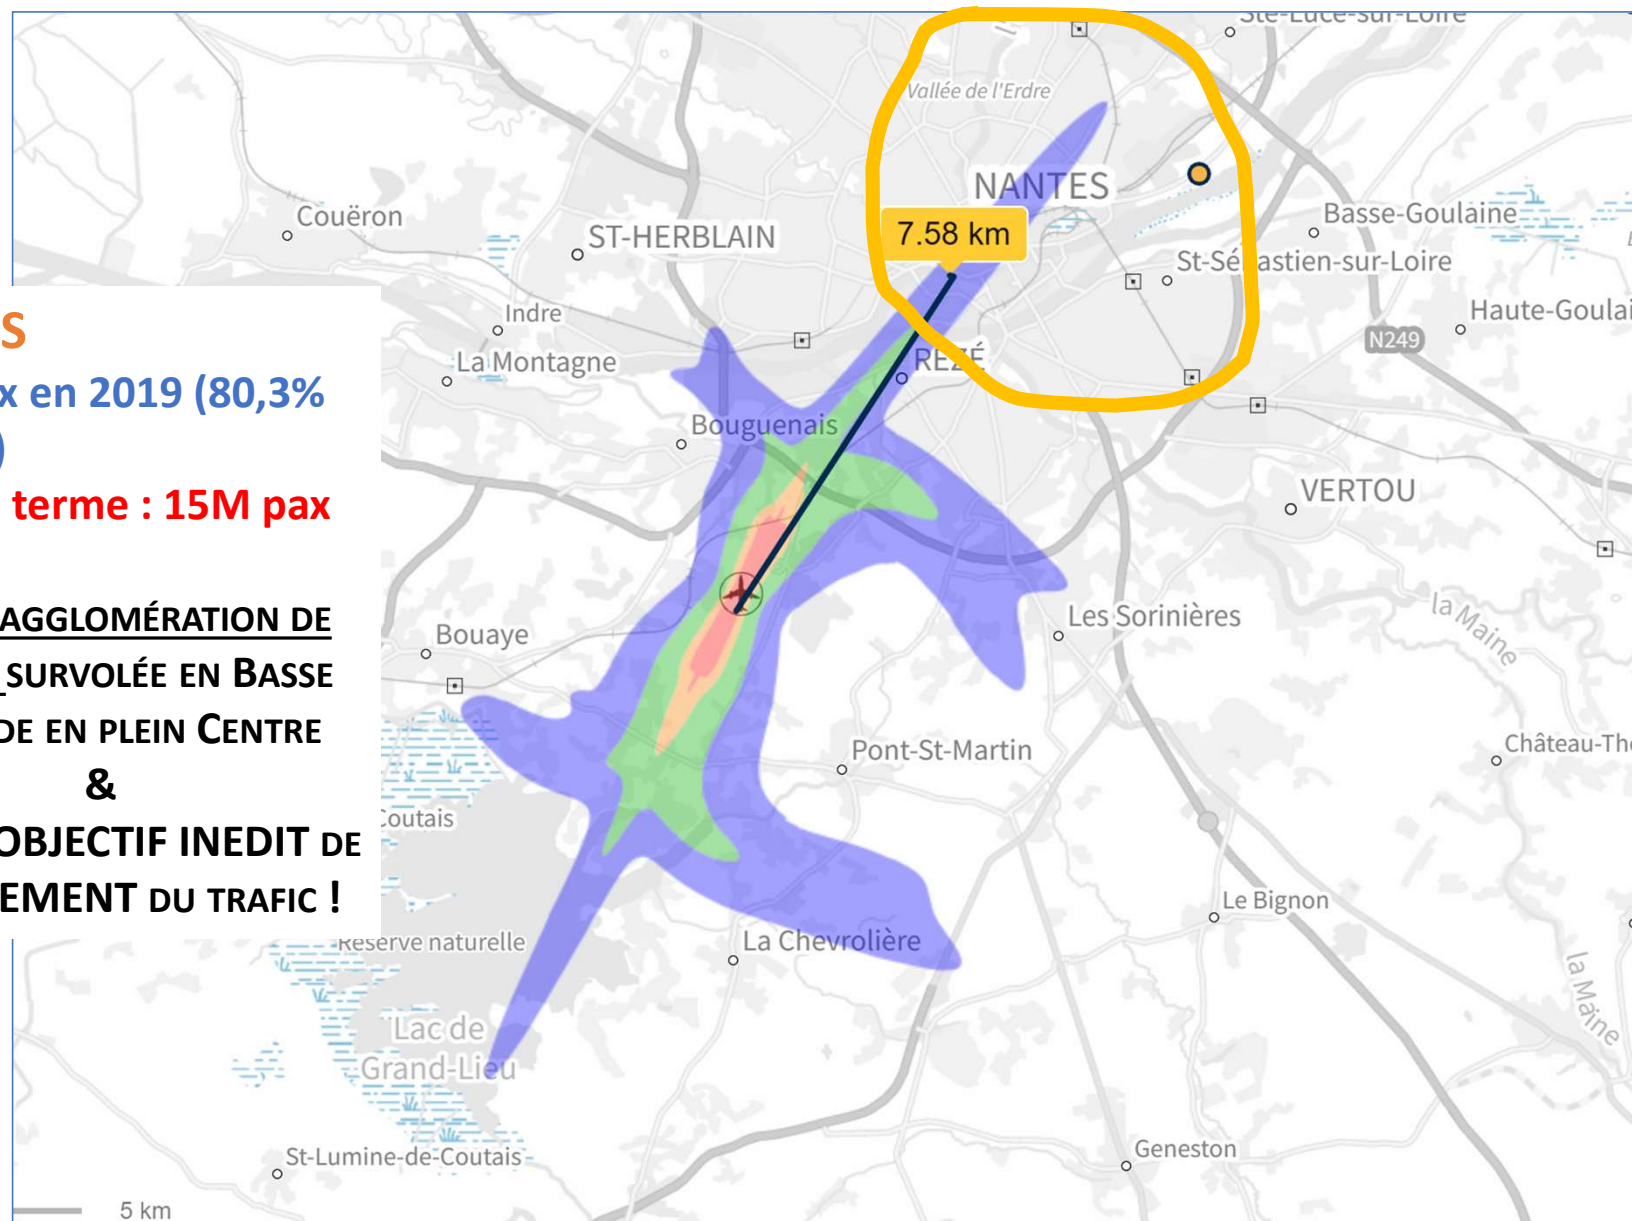 Ste-Luce-sur-Loire
Vallée de l'Erdre
NANTES
Couëron
ST-HERBLAIN
7.58 km
Basse-Goulaine
St-Sébastien-sur-Loire
Indre
Haute-Goulai
N249
La Montagne
REZÉ
S
x en 2019 (80,3%
)
Bouguenais
terme : 15M pax
VERTOU
la Maine
AGGLOMÉRATION DE
Les Sorinières
Bouaye
SURVOLÉE EN BASSE
DE EN PLEIN CENTRE
Pont-St-Martin
Château-Thé
&
Coutais
OBJECTIF INEDIT DE
EMENT DU TRAFIC !
Le Bignon
Réserve naturelle
La Chevrolière
la Maine
Lac de
Grand-Lieu
St-Lumine-de-Coutais
Geneston
5 km